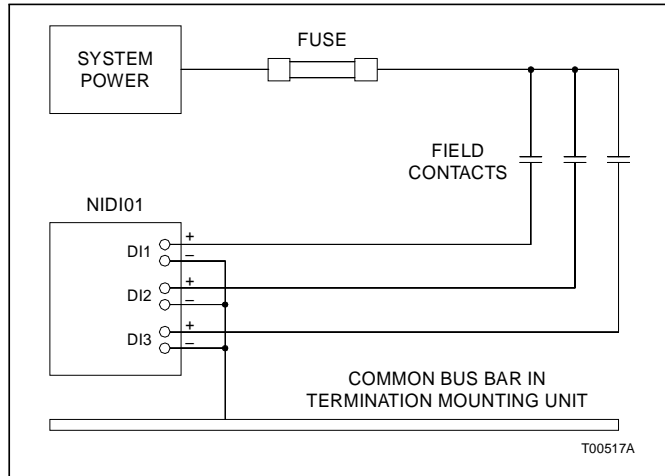 SYSTEM
POWER
FUSE
FIELD
CONTACTS
NIDI01
DI1
+
–
DI2
+
–
DI3
+
–
COMMON BUS BAR IN
TERMINATION MOUNTING UNIT
T00517A